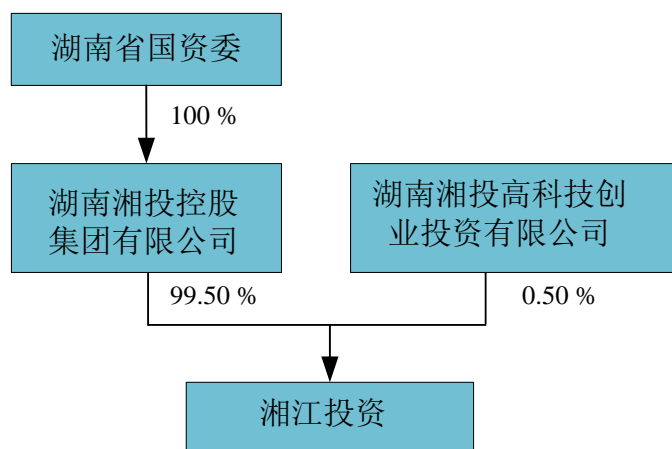 湖南省国资委
100 %
湖南湘投控股
集团有限公司
湖南湘投高科技创
业投资有限公司
99.50 %
0.50 %
湘江投资